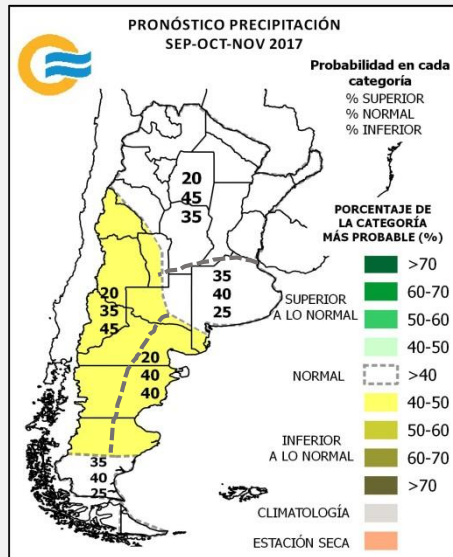 PRONÓSTICO PRECIPITACIÓN
SEP-OCT-NOV 2017
Probabilidad en cada
categoría
% SUPERIOR
% NORMAL
% INFERIOR
20
45
35
35
40
25
20
35
45
20
40
40
35
40
25
PORCENTAJE DE
LA CATEGORÍA
MÁS PROBABLE (%)
SUPERIOR
A LO NORMAL
>70
60-70
50-60
40-50
NORMAL
>40
INFERIOR
A LO NORMAL
40-50
50-60
60-70
>70
CLIMATOLOGÍA
ESTACIÓN SECA